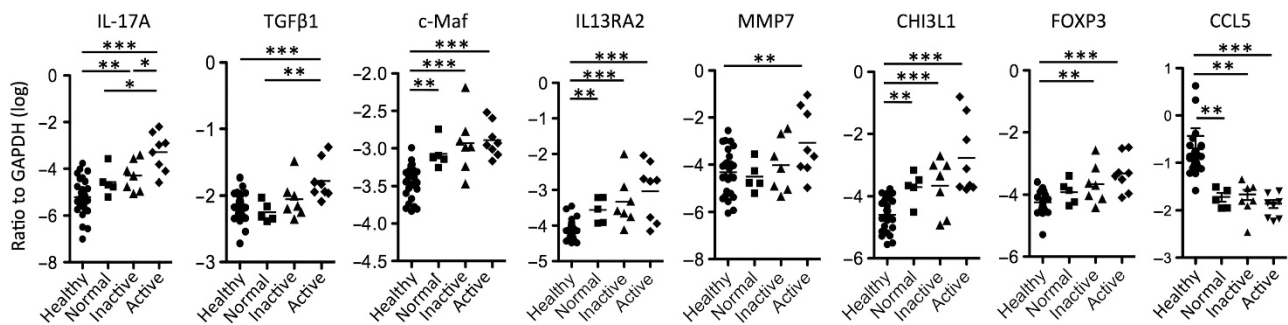 IL-17A
***
** *
*
Ratio to GAPDH (log)
0
−2
−4
−6
−8
Healthy
Normal
Inactive
Active
TGFβ1
***
**
0
−1
−2
−3
Healthy
Normal
Inactive
Active
c-Maf
***
***
**
−2.0
−2.5
−3.0
−3.5
−4.0
−4.5
Healthy
Normal
Inactive
Active
IL13RA2
***
***
**
0
−1
−2
−3
−4
−5
Healthy
Normal
Inactive
Active
MMP7
**
0
−2
−4
−6
−8
Healthy
Normal
Inactive
Active
CHI3L1
***
***
**
0
−2
−4
−6
Healthy
Normal
Inactive
Active
FOXP3
***
**
0
−2
−4
−6
Healthy
Normal
Inactive
Active
CCL5
***
**
**
1
0
−1
−2
−3
Healthy
Normal
Inactive
Active